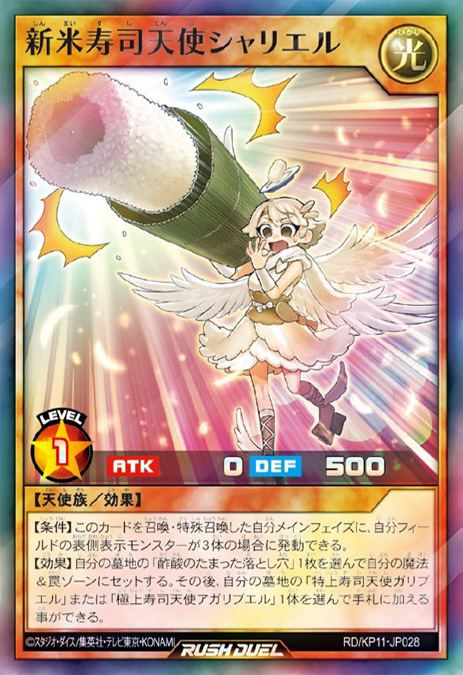 新米寿司天使シャリエル
しんまいすしてんし
ひかり
光
LEVEL
1
ATK 0 DEF 500
【天使族／効果】
【条件】このカードを召喚・特殊召喚した自分メインフェイズに、自分フィー
ルドの表側表示モンスターが３体の場合に発動できる。
【効果】自分の墓地の「酢酸のたまった落とし穴」１枚を選んで自分の魔法
＆罠ゾーンにセットする。その後、自分の墓地の「特上寿司天使ガリプ
エル」または「極上寿司天使アガリプエル」１体を選んで手札に加える
事ができる。
©スタジオ・ダイス/集英社・テレビ東京・KONAMI
RUSH DUEL
RD/KP11-JP028